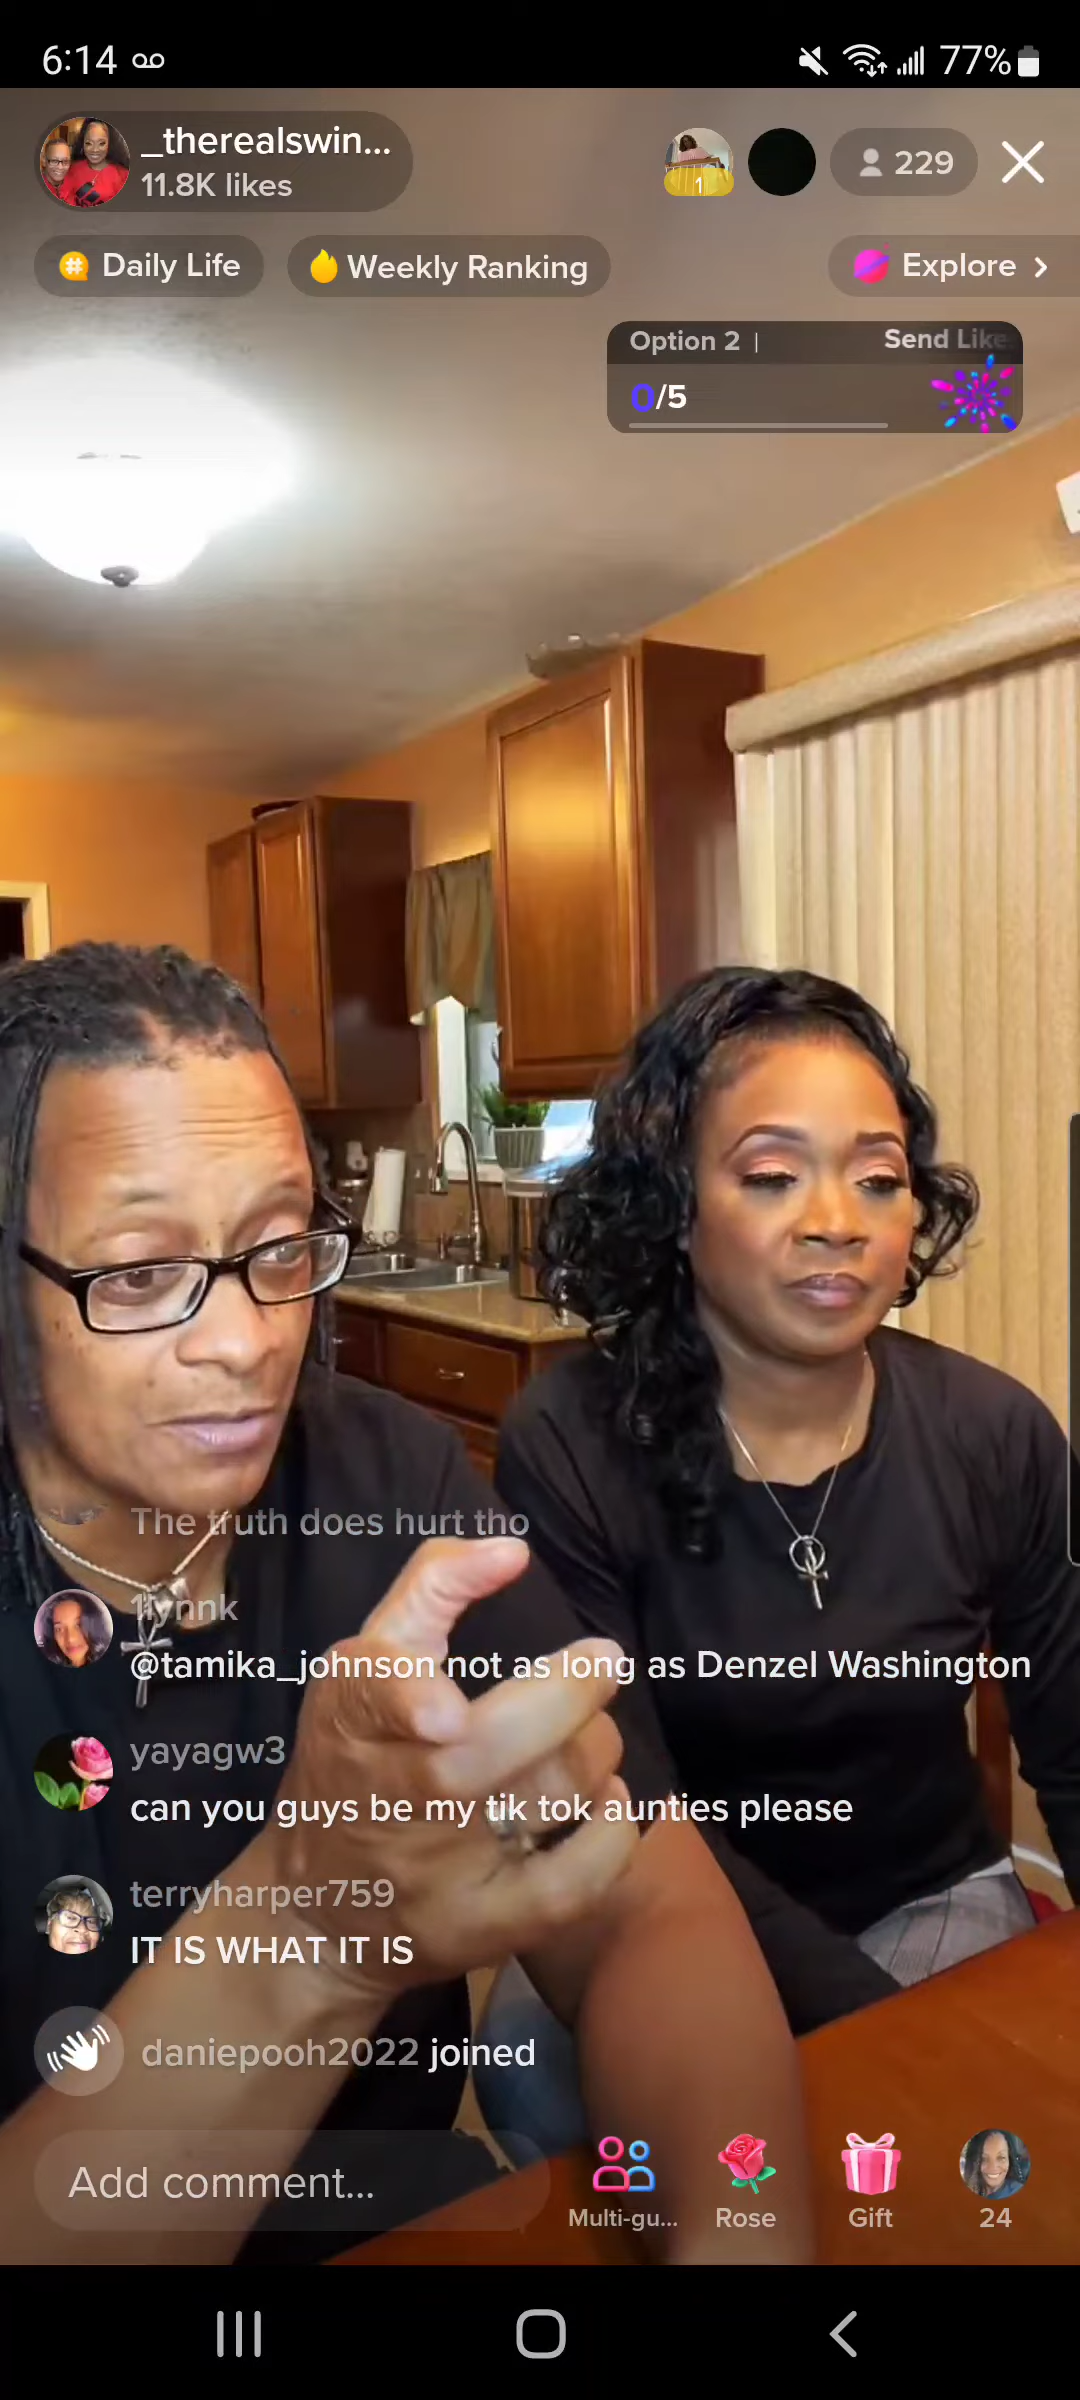 6:14
77%
_therealswin...
11.8K likes
1
229
Daily Life
Weekly Ranking
Explore
Option 2 |
Send Like
0/5
The truth does hurt tho
1lynnk
@tamika_johnson not as long as Denzel Washington
yayagw3
can you guys be my tik tok aunties please
terryharper759
IT IS WHAT IT IS
daniepooh2022 joined
Add comment...
Multi-gu...
Rose
Gift
24